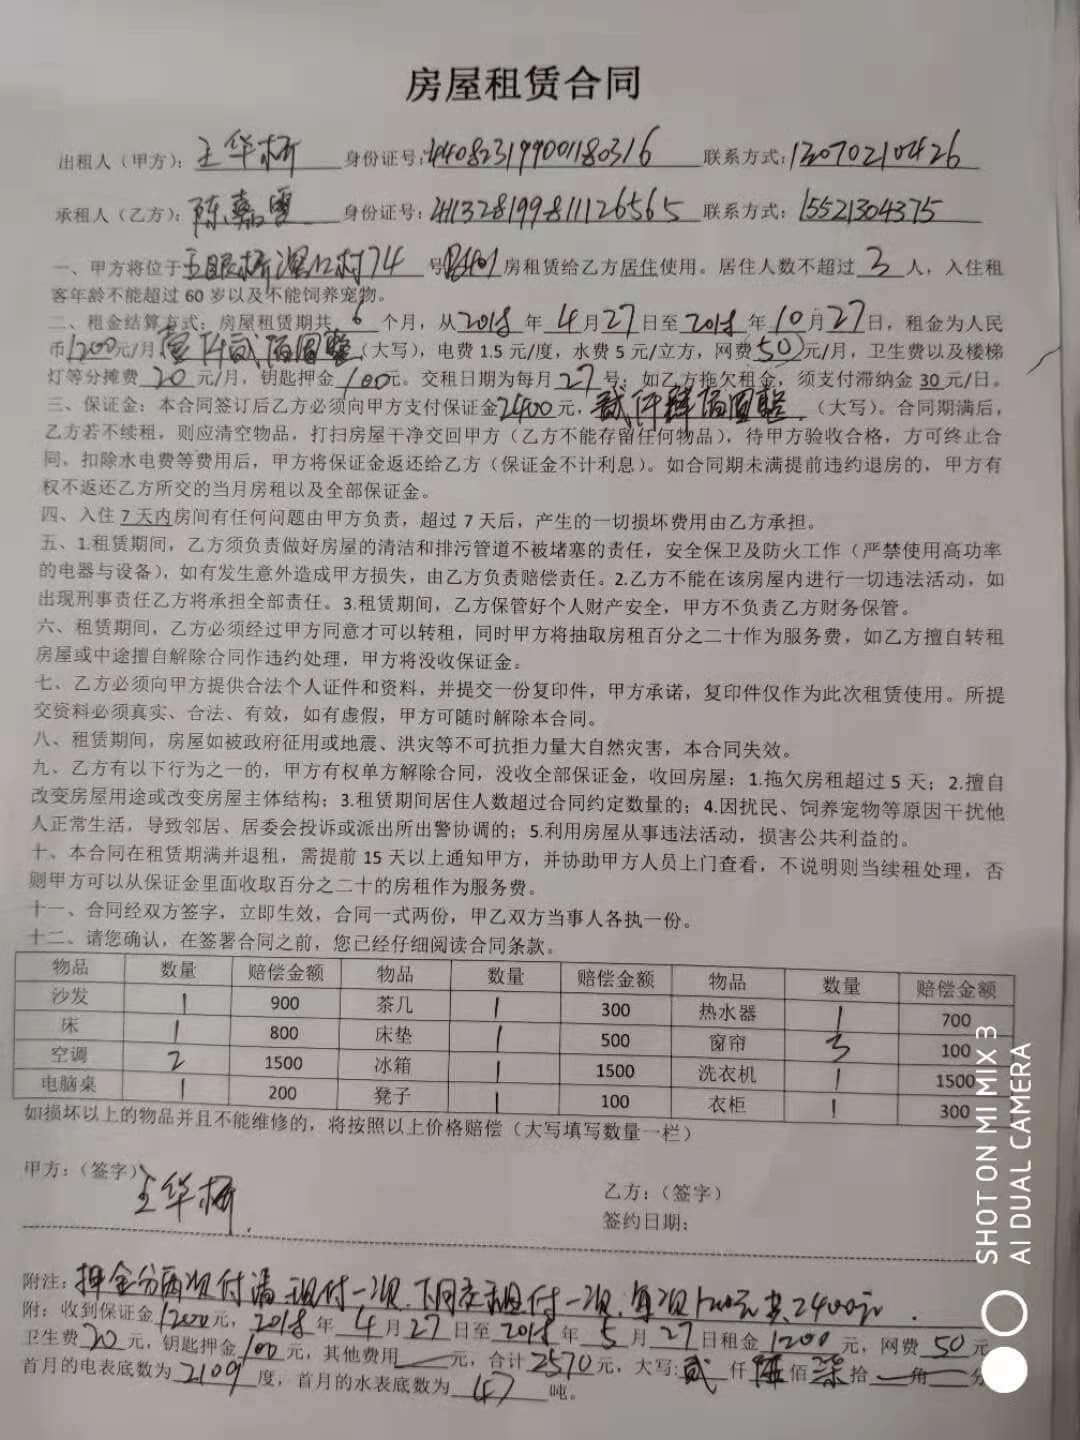 房屋租赁合同
出租人（甲方）：王华桥 身份证号：440823199001180316 联系方式：13070210426
承租人（乙方）：陈嘉雪 身份证号：411328199811126565 联系方式：15521304375
一、甲方将位于五眼桥滘口村74号B401房租赁给乙方居住使用。居住人数不超过3人，入住租
客年龄不能超过 60 岁以及不能饲养宠物。
二、租金结算方式：房屋租赁期共6个月，从2018年4月27日至2018年10月27日，租金为人民
币1200元/月壹仟贰佰圆整（大写），电费 1.5 元/度，水费 5 元/立方，网费50元/月，卫生费以及楼梯
灯等分摊费20元/月，钥匙押金100元。交租日期为每月27号；如乙方拖欠租金，须支付滞纳金 30 元/日。
三、保证金：本合同签订后乙方必须向甲方支付保证金2400元，贰仟肆佰圆整．（大写）。合同期满后，
乙方若不续租，则应清空物品，打扫房屋干净交回甲方（乙方不能存留任何物品），待甲方验收合格，方可终止合
同，扣除水电费等费用后，甲方将保证金返还给乙方（保证金不计利息）。如合同期未满提前违约退房的，甲方有
权不返还乙方所交的当月房租以及全部保证金。
四、入住 7 天内房间有任何问题由甲方负责，超过 7 天后，产生的一切损坏费用由乙方承担。
五、1.租赁期间，乙方须负责做好房屋的清洁和排污管道不被堵塞的责任，安全保卫及防火工作（严禁使用高功率
的电器与设备），如有发生意外造成甲方损失，由乙方负责赔偿责任。2.乙方不能在该房屋内进行一切违法活动，如
出现刑事责任乙方将承担全部责任。3.租赁期间，乙方保管好个人财产安全，甲方不负责乙方财务保管。
六、租赁期间，乙方必须经过甲方同意才可以转租，同时甲方将抽取房租百分之二十作为服务费，如乙方擅自转租
房屋或中途擅自解除合同作违约处理，甲方将没收保证金。
七、乙方必须向甲方提供合法个人证件和资料，并提交一份复印件，甲方承诺，复印件仅作为此次租赁使用。所提
交资料必须真实、合法、有效，如有虚假，甲方可随时解除本合同。
八、租赁期间，房屋如被政府征用或地震、洪灾等不可抗拒力量大自然灾害，本合同失效。
九、乙方有以下行为之一的，甲方有权单方解除合同，没收全部保证金，收回房屋：1.拖欠房租超过 5 天；2.擅自
改变房屋用途或改变房屋主体结构；3.租赁期间居住人数超过合同约定数量的；4.因扰民、饲养宠物等原因干扰他
人正常生活，导致邻居、居委会投诉或派出所出警协调的；5.利用房屋从事违法活动，损害公共利益的。
十、本合同在租赁期满并退租，需提前 15 天以上通知甲方，并协助甲方人员上门查看，不说明则当续租处理，否
则甲方可以从保证金里面收取百分之二十的房租作为服务费。
十一、合同经双方签字，立即生效，合同一式两份，甲乙双方当事人各执一份。
十二、请您确认，在签署合同之前，您已经仔细阅读合同条款。
物品 数量 赔偿金额 物品 数量 赔偿金额 物品 数量 赔偿金额
沙发 1 900 茶几 1 300 热水器 1 700
床 1 800 床垫 1 500 窗帘 3 100
空调 2 1500 冰箱 1 1500 洗衣机 1 1500
电脑桌 1 200 凳子 1 100 衣柜 1 300
如损坏以上的物品并且不能维修的，将按照以上价格赔偿（大写填写数量一栏）
甲方：（签字）王华桥.
乙方：（签字）
签约日期：
附注：押金分两次付清 现付一次．下月交租付一次．每次1200元共2400元．
附：收到保证金1200元，2018年4月27日至2018年5月27日租金1200元，网费50元
卫生费20元，钥匙押金100元，其他费用元，合计2570元，大写：贰仟伍佰柒拾角分
首月的电表底数为2109度，首月的水表底数为47吨。
SHOT ON MI MIX 3
AI DUAL CAMERA